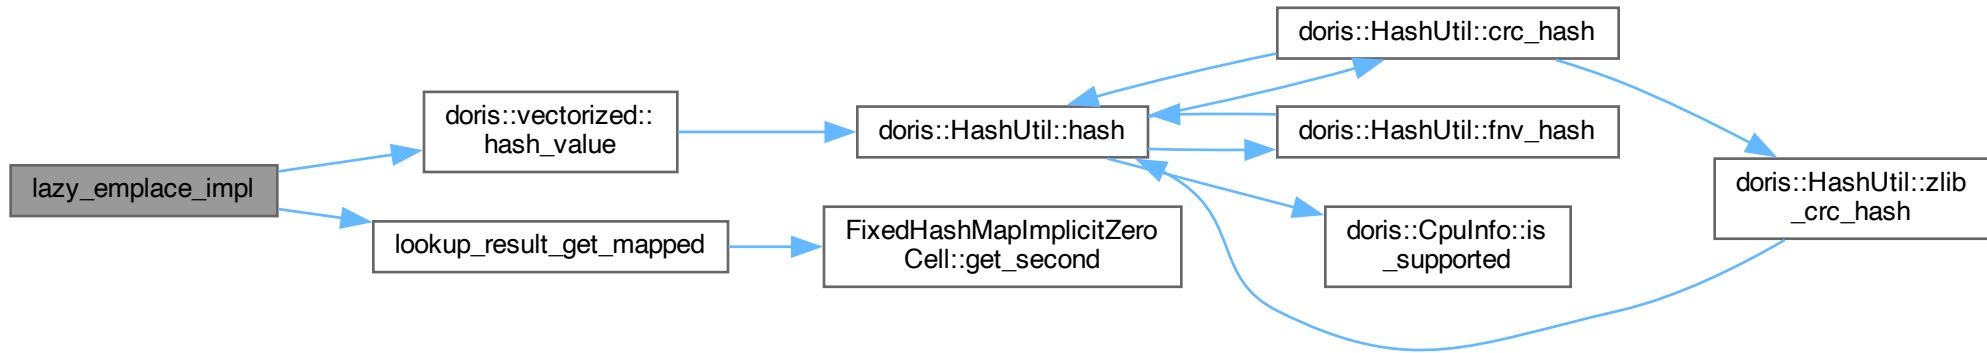 lazy_emplace_impl
doris::vectorized::
hash_value
lookup_result_get_mapped
doris::HashUtil::hash
FixedHashMapImplicitZero
Cell::get_second
doris::HashUtil::crc_hash
doris::HashUtil::fnv_hash
doris::CpuInfo::is
_supported
doris::HashUtil::zlib
_crc_hash